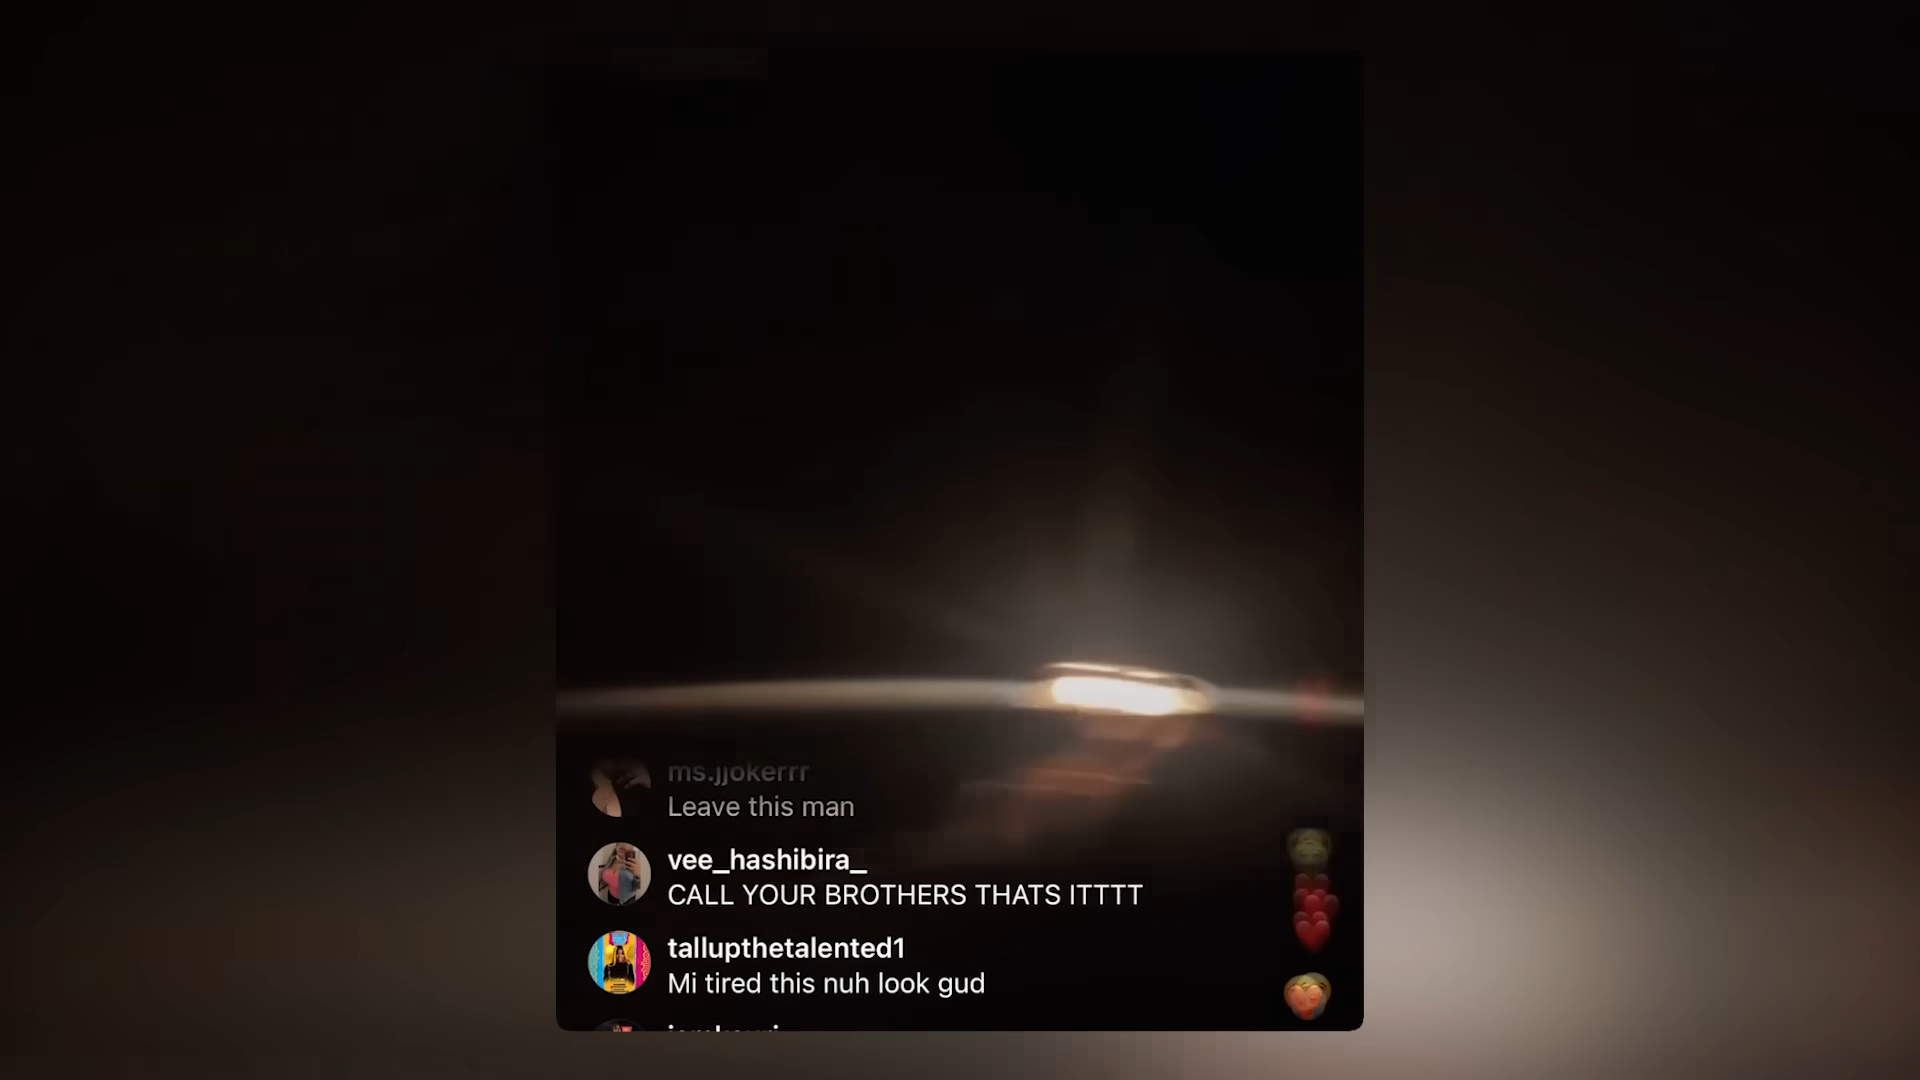 ms.jjokerrr
Leave this man
vee_hashibira_
CALL YOUR BROTHERS THATS ITTTT
tallupthetalented1
Mi tired this nuh look gud